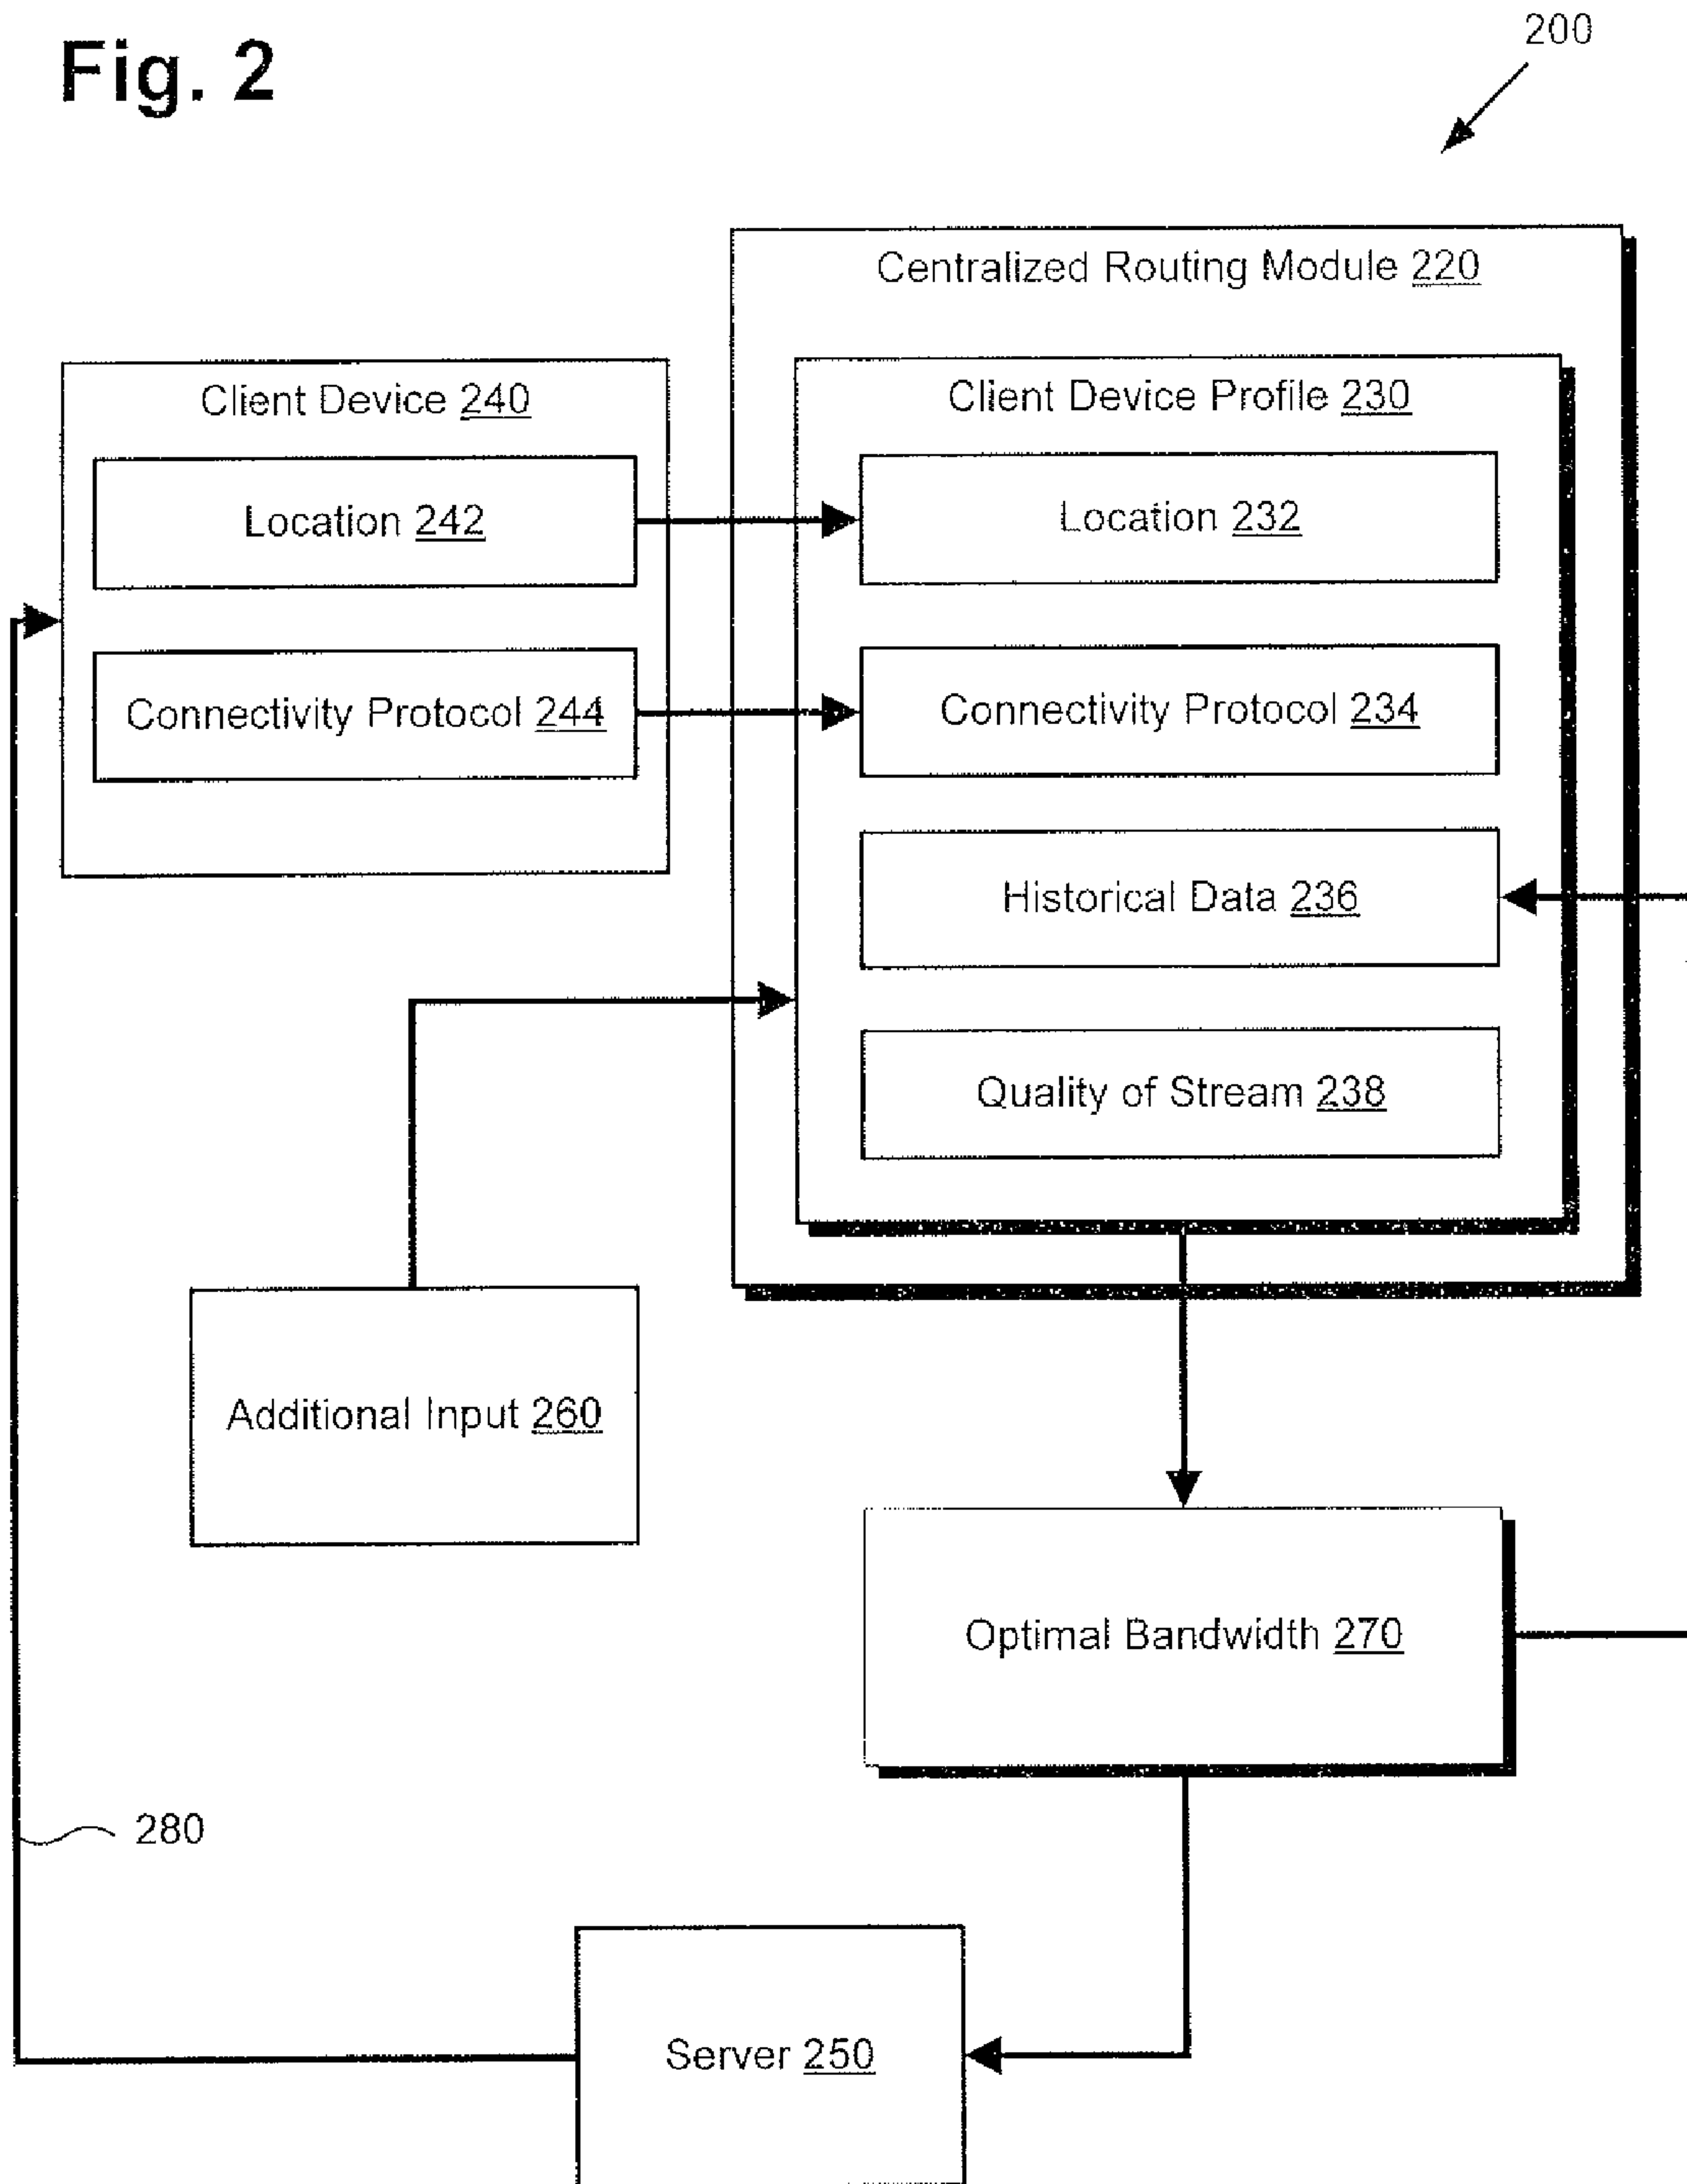 Fig. 2
200
Centralized Routing Module 220
Client Device 240
Client Device Profile 230
Location 242
Location 232
Connectivity Protocol 244
Connectivity Protocol 234
Historical Data 236
Quality of Stream 238
Additional Input 260
Optimal Bandwidth 270
280
Server 250